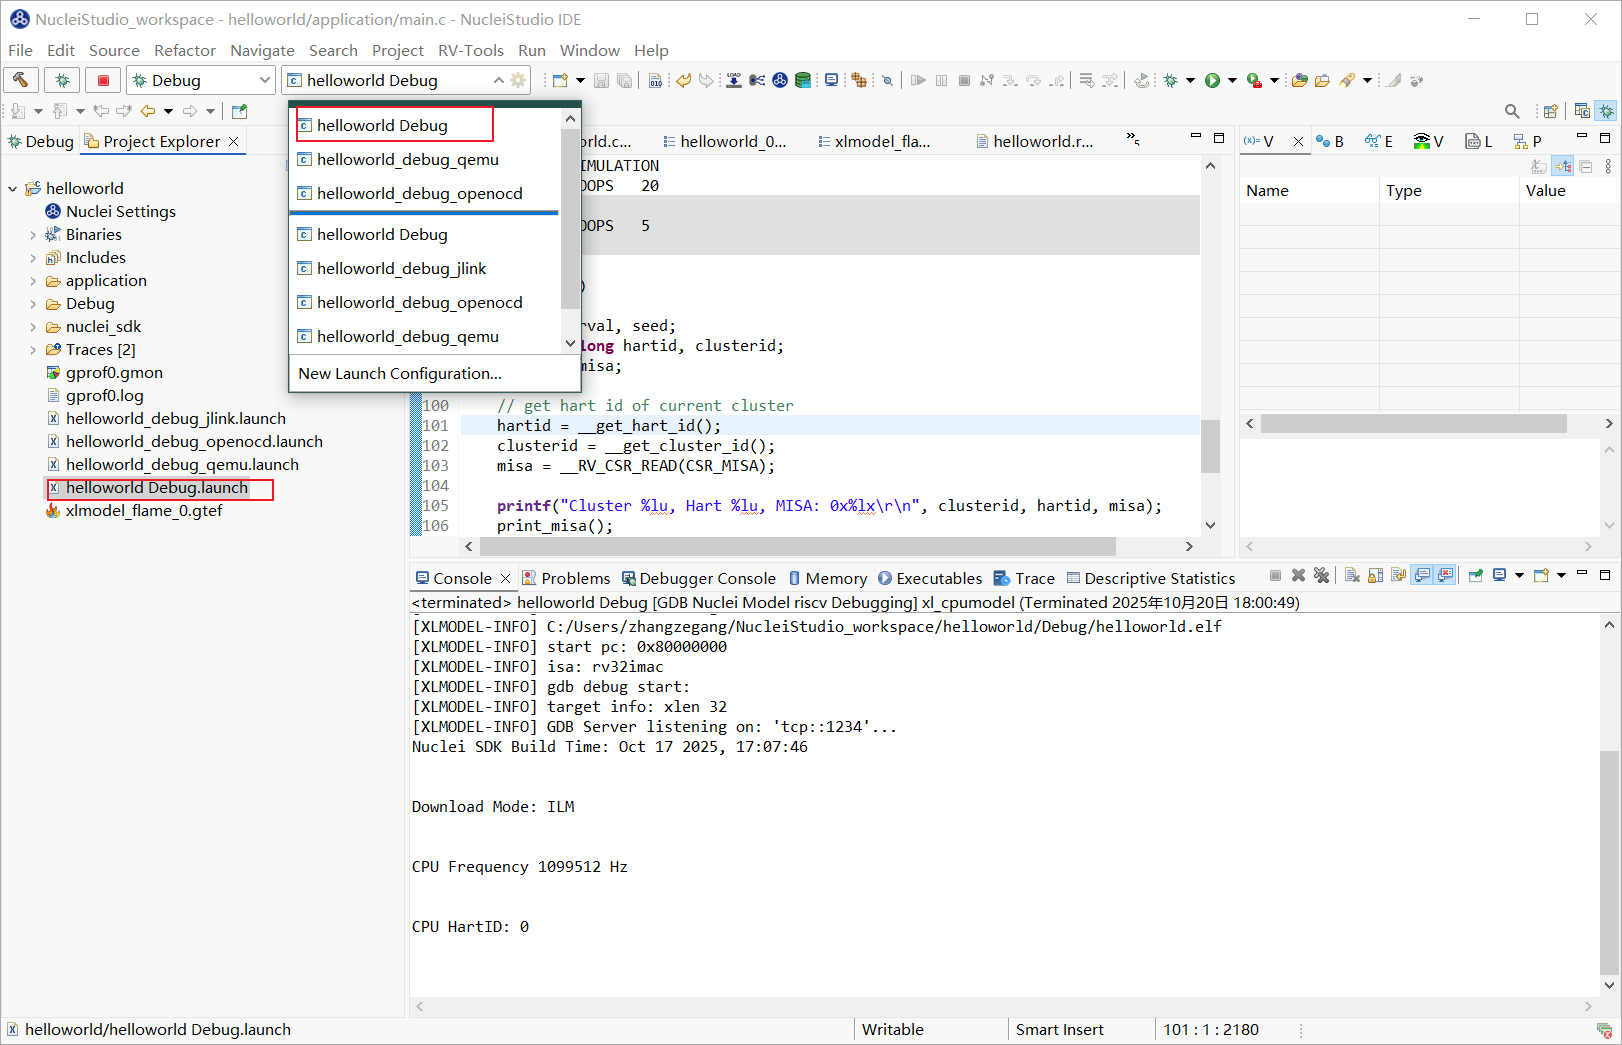 NucleiStudio_workspace - helloworld/application/main.c - NucleiStudio IDE
File Edit Source Refactor Navigate Search Project RV-Tools Run Window Help
Debug
helloworld Debug
helloworld Debug
helloworld_debug_qemu
helloworld_debug_openocd
helloworld Debug
helloworld_debug_jlink
helloworld_debug_openocd
helloworld_debug_qemu
New Launch Configuration...
Debug
Project Explorer
helloworld
Nuclei Settings
Binaries
Includes
application
Debug
nuclei_sdk
Traces [2]
gprof0.gmon
gprof0.log
helloworld_debug_jlink.launch
helloworld_debug_openocd.launch
helloworld_debug_qemu.launch
helloworld Debug.launch
xlmodel_flame_0.gtef
rld.c... helloworld_0... xlmodel_fla... helloworld.r... »5
IMULATION
OOPS 20
OOPS 5
)
rval, seed;
long hartid, clusterid;
misa;
100 // get hart id of current cluster
101 hartid = __get_hart_id();
102 clusterid = __get_cluster_id();
103 misa = __RV_CSR_READ(CSR_MISA);
104
105 printf("Cluster %lu, Hart %lu, MISA: 0x%lx\r\n", clusterid, hartid, misa);
106 print_misa();
(x)= V B E V L P
Name Type Value
Console Problems Debugger Console Memory Executables Trace Descriptive Statistics
<terminated> helloworld Debug [GDB Nuclei Model riscv Debugging] xl_cpumodel (Terminated 2025年10月20日 18:00:49)
[XLMODEL-INFO] C:/Users/zhangzegang/NucleiStudio_workspace/helloworld/Debug/helloworld.elf
[XLMODEL-INFO] start pc: 0x80000000
[XLMODEL-INFO] isa: rv32imac
[XLMODEL-INFO] gdb debug start:
[XLMODEL-INFO] target info: xlen 32
[XLMODEL-INFO] GDB Server listening on: 'tcp::1234'...
Nuclei SDK Build Time: Oct 17 2025, 17:07:46
Download Mode: ILM
CPU Frequency 1099512 Hz
CPU HartID: 0
helloworld/helloworld Debug.launch
Writable
Smart Insert
101 : 1 : 2180